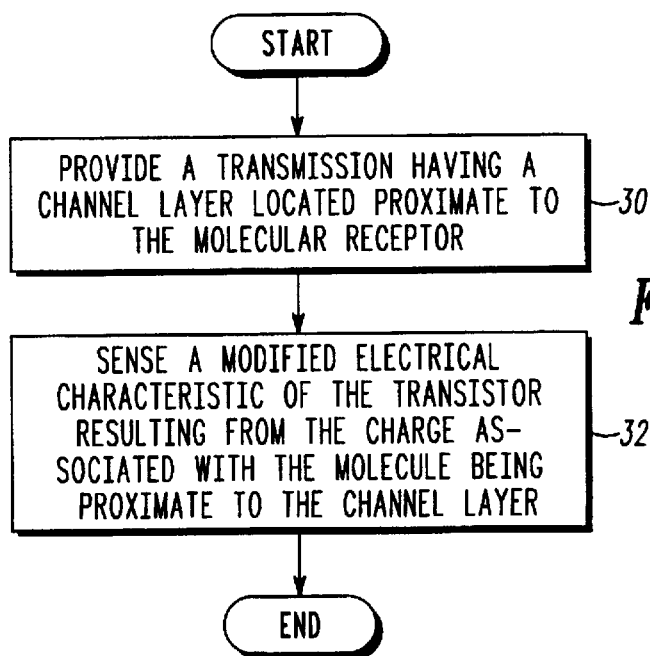 START
PROVIDE A TRANSMISSION HAVING A
CHANNEL LAYER LOCATED PROXIMATE TO
THE MOLECULAR RECEPTOR
30
F
SENSE A MODIFIED ELECTRICAL
CHARACTERISTIC OF THE TRANSISTOR
RESULTING FROM THE CHARGE AS-
SOCIATED WITH THE MOLECULE BEING
PROXIMATE TO THE CHANNEL LAYER
32
END